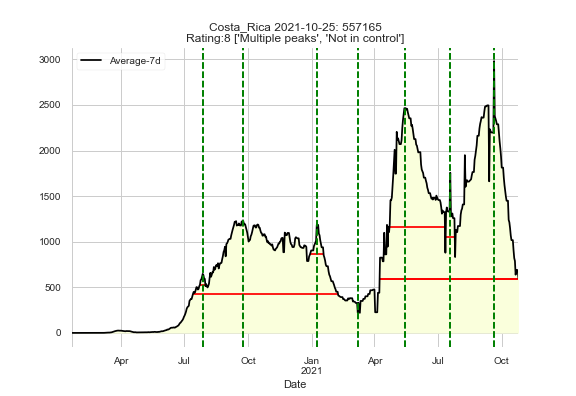 Costa_Rica 2021-10-25: 557165
Rating:8 ['Multiple peaks', 'Not in control']
Average-7d
3000
2500
2000
1500
1000
500
0
Apr Jul Oct Jan Apr Jul Oct
2021
Date